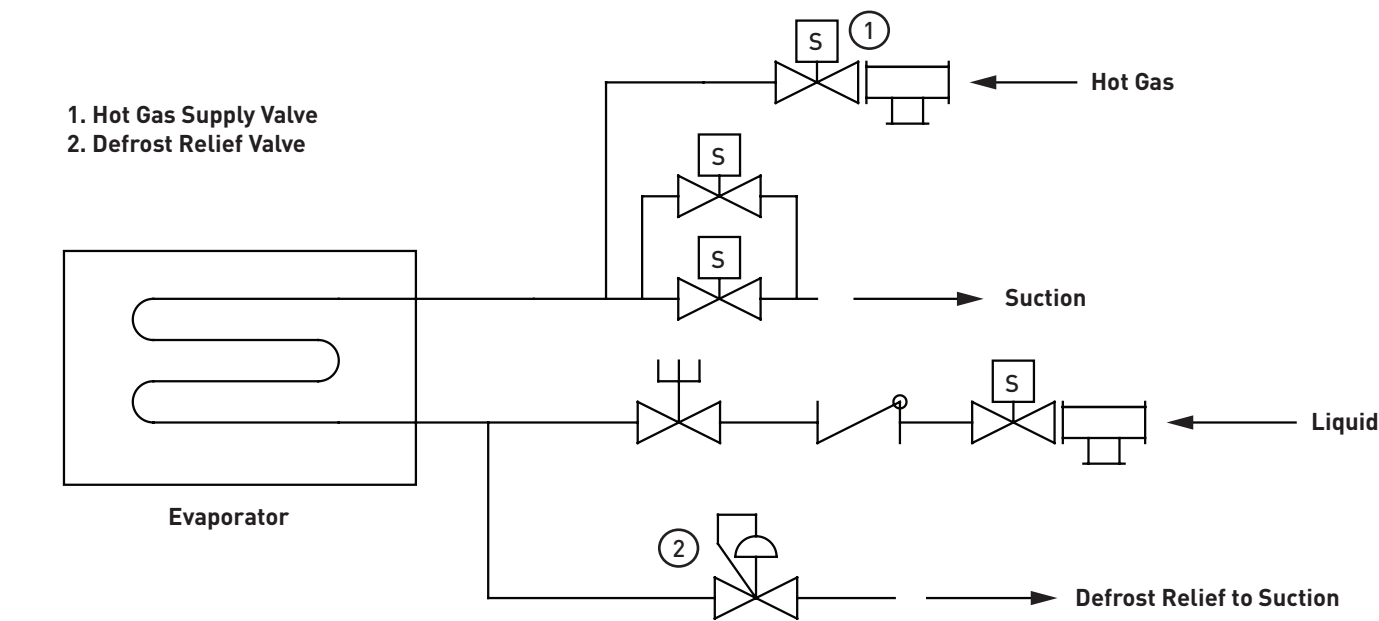 S
1
Hot Gas
1. Hot Gas Supply Valve
2. Defrost Relief Valve
S
S
Suction
S
Liquid
Evaporator
2
Defrost Relief to Suction